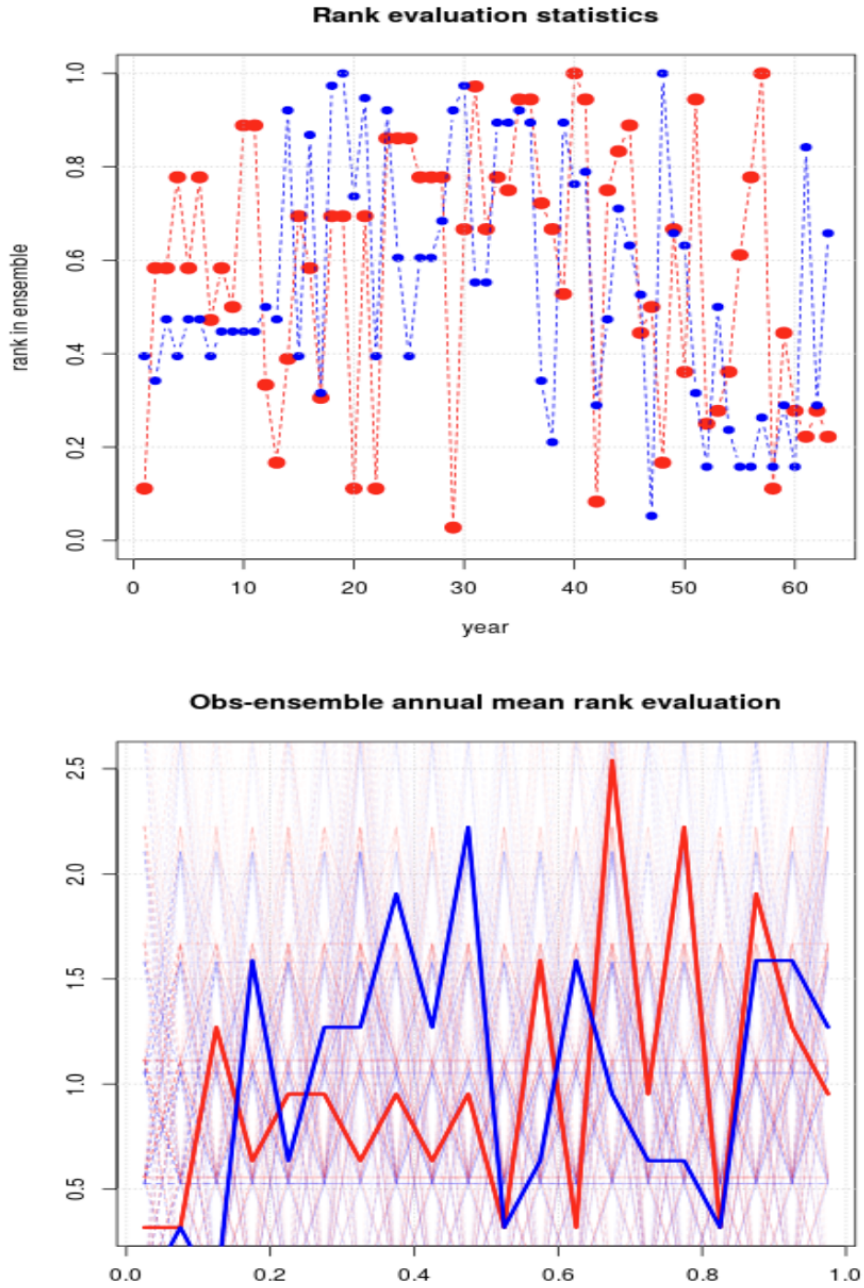 Rank evaluation statistics
1.0
0.8
0.6
0.4
0.2
0.0
rank in ensemble
0 10 20 30 40 50 60
year
Obs-ensemble annual mean rank evaluation
2.5
2.0
1.5
1.0
0.5
0.0 0.2 0.4 0.6 0.8 1.0